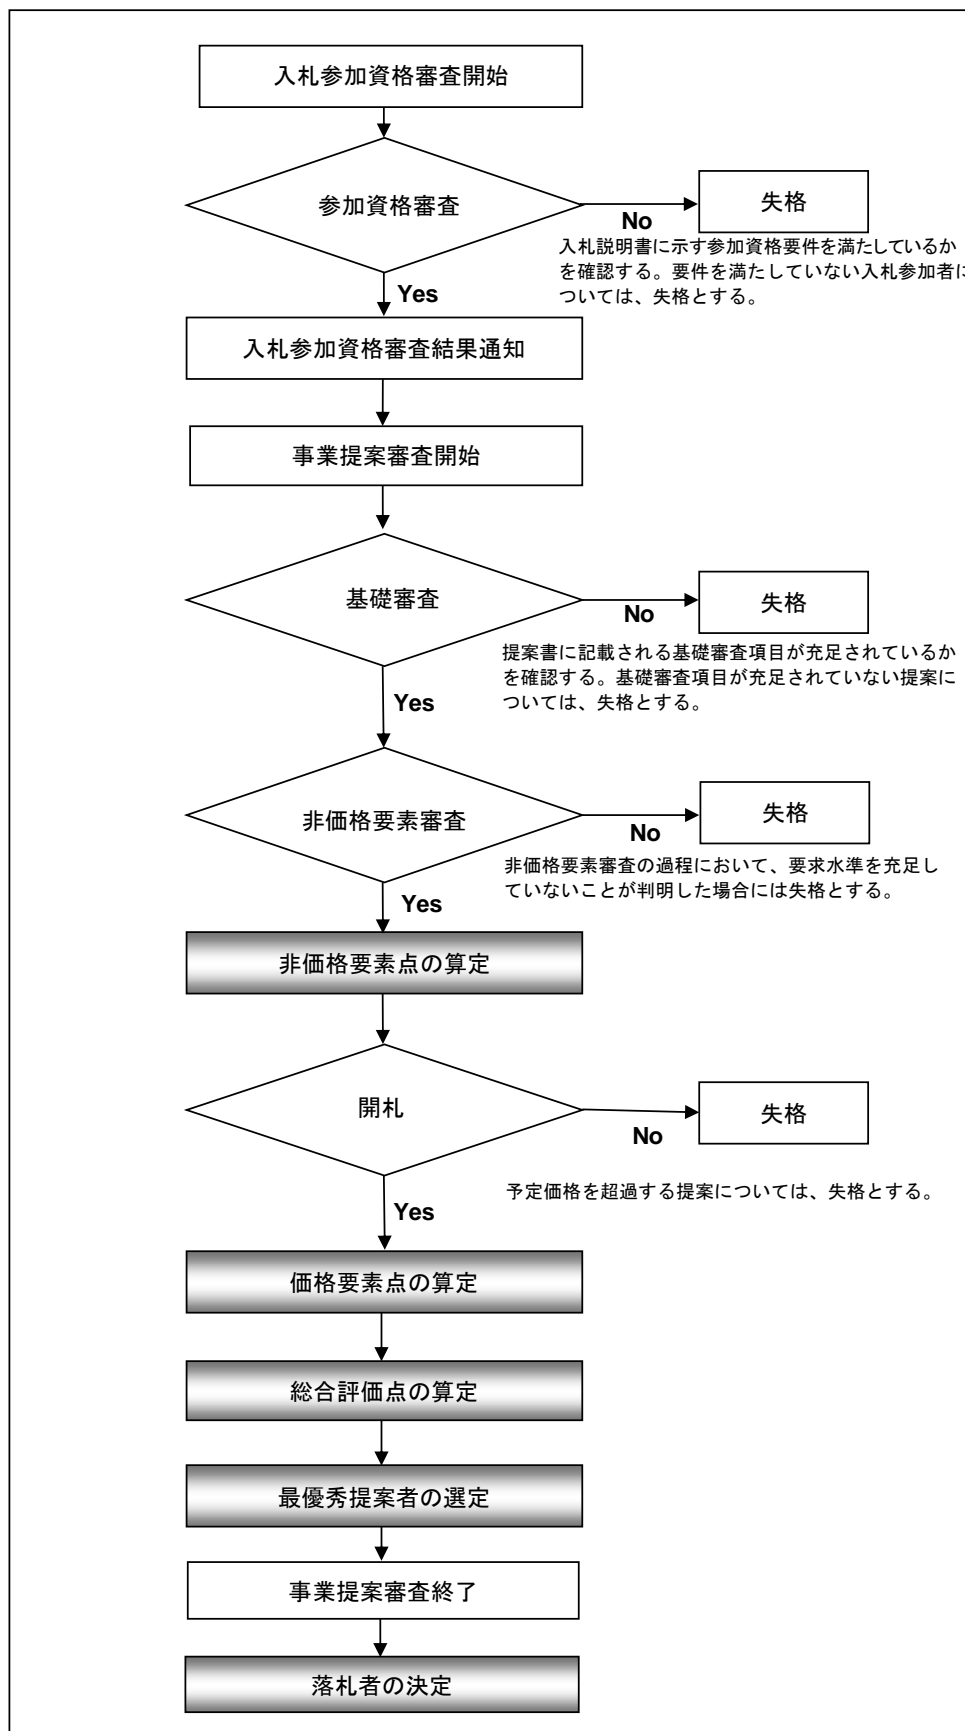 入札参加資格審査開始
参加資格審査
No
失格
入札説明書に示す参加資格要件を満たしているか
を確認する。要件を満たしていない入札参加者に
ついては、失格とする。
Yes
入札参加資格審査結果通知
事業提案審査開始
基礎審査
No
失格
提案書に記載される基礎審査項目が充足されているか
を確認する。基礎審査項目が充足されていない提案に
ついては、失格とする。
Yes
非価格要素審査
No
失格
非価格要素審査の過程において、要求水準を充足し
ていないことが判明した場合には失格とする。
Yes
非価格要素点の算定
開札
No
失格
予定価格を超過する提案については、失格とする。
Yes
価格要素点の算定
総合評価点の算定
最優秀提案者の選定
事業提案審査終了
落札者の決定